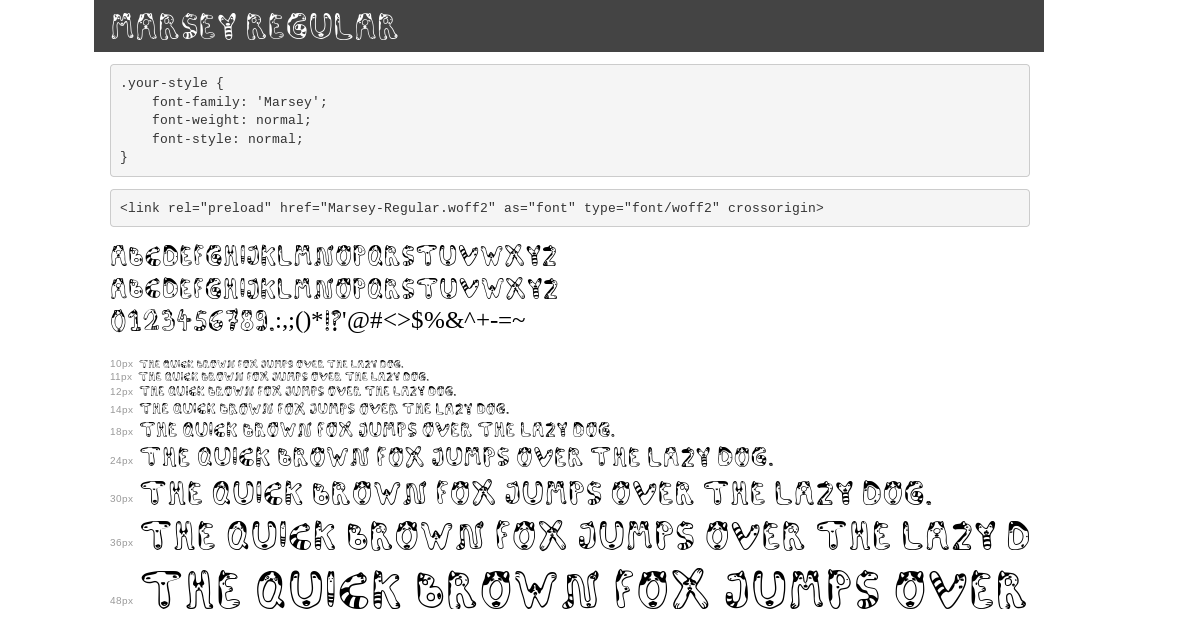 MARSEY REGULAR
.your-style {
    font-family: 'Marsey';
    font-weight: normal;
    font-style: normal;
}
<link rel="preload" href="Marsey-Regular.woff2" as="font" type="font/woff2" crossorigin>
ABCDEFGHIJKLMNOPQRSTUVWXYZ
ABCDEFGHIJKLMNOPQRSTUVWXYZ
0123456789.:,;()*!?'@#<>$%&^+-=~
10px THE QUICK BROWN FOX JUMPS OVER THE LAZY DOG.
11px THE QUICK BROWN FOX JUMPS OVER THE LAZY DOG.
12px THE QUICK BROWN FOX JUMPS OVER THE LAZY DOG.
14px THE QUICK BROWN FOX JUMPS OVER THE LAZY DOG.
18px THE QUICK BROWN FOX JUMPS OVER THE LAZY DOG.
24px THE QUICK BROWN FOX JUMPS OVER THE LAZY DOG.
30px THE QUICK BROWN FOX JUMPS OVER THE LAZY DOG.
36px THE QUICK BROWN FOX JUMPS OVER THE LAZY D
48px THE QUICK BROWN FOX JUMPS OVER